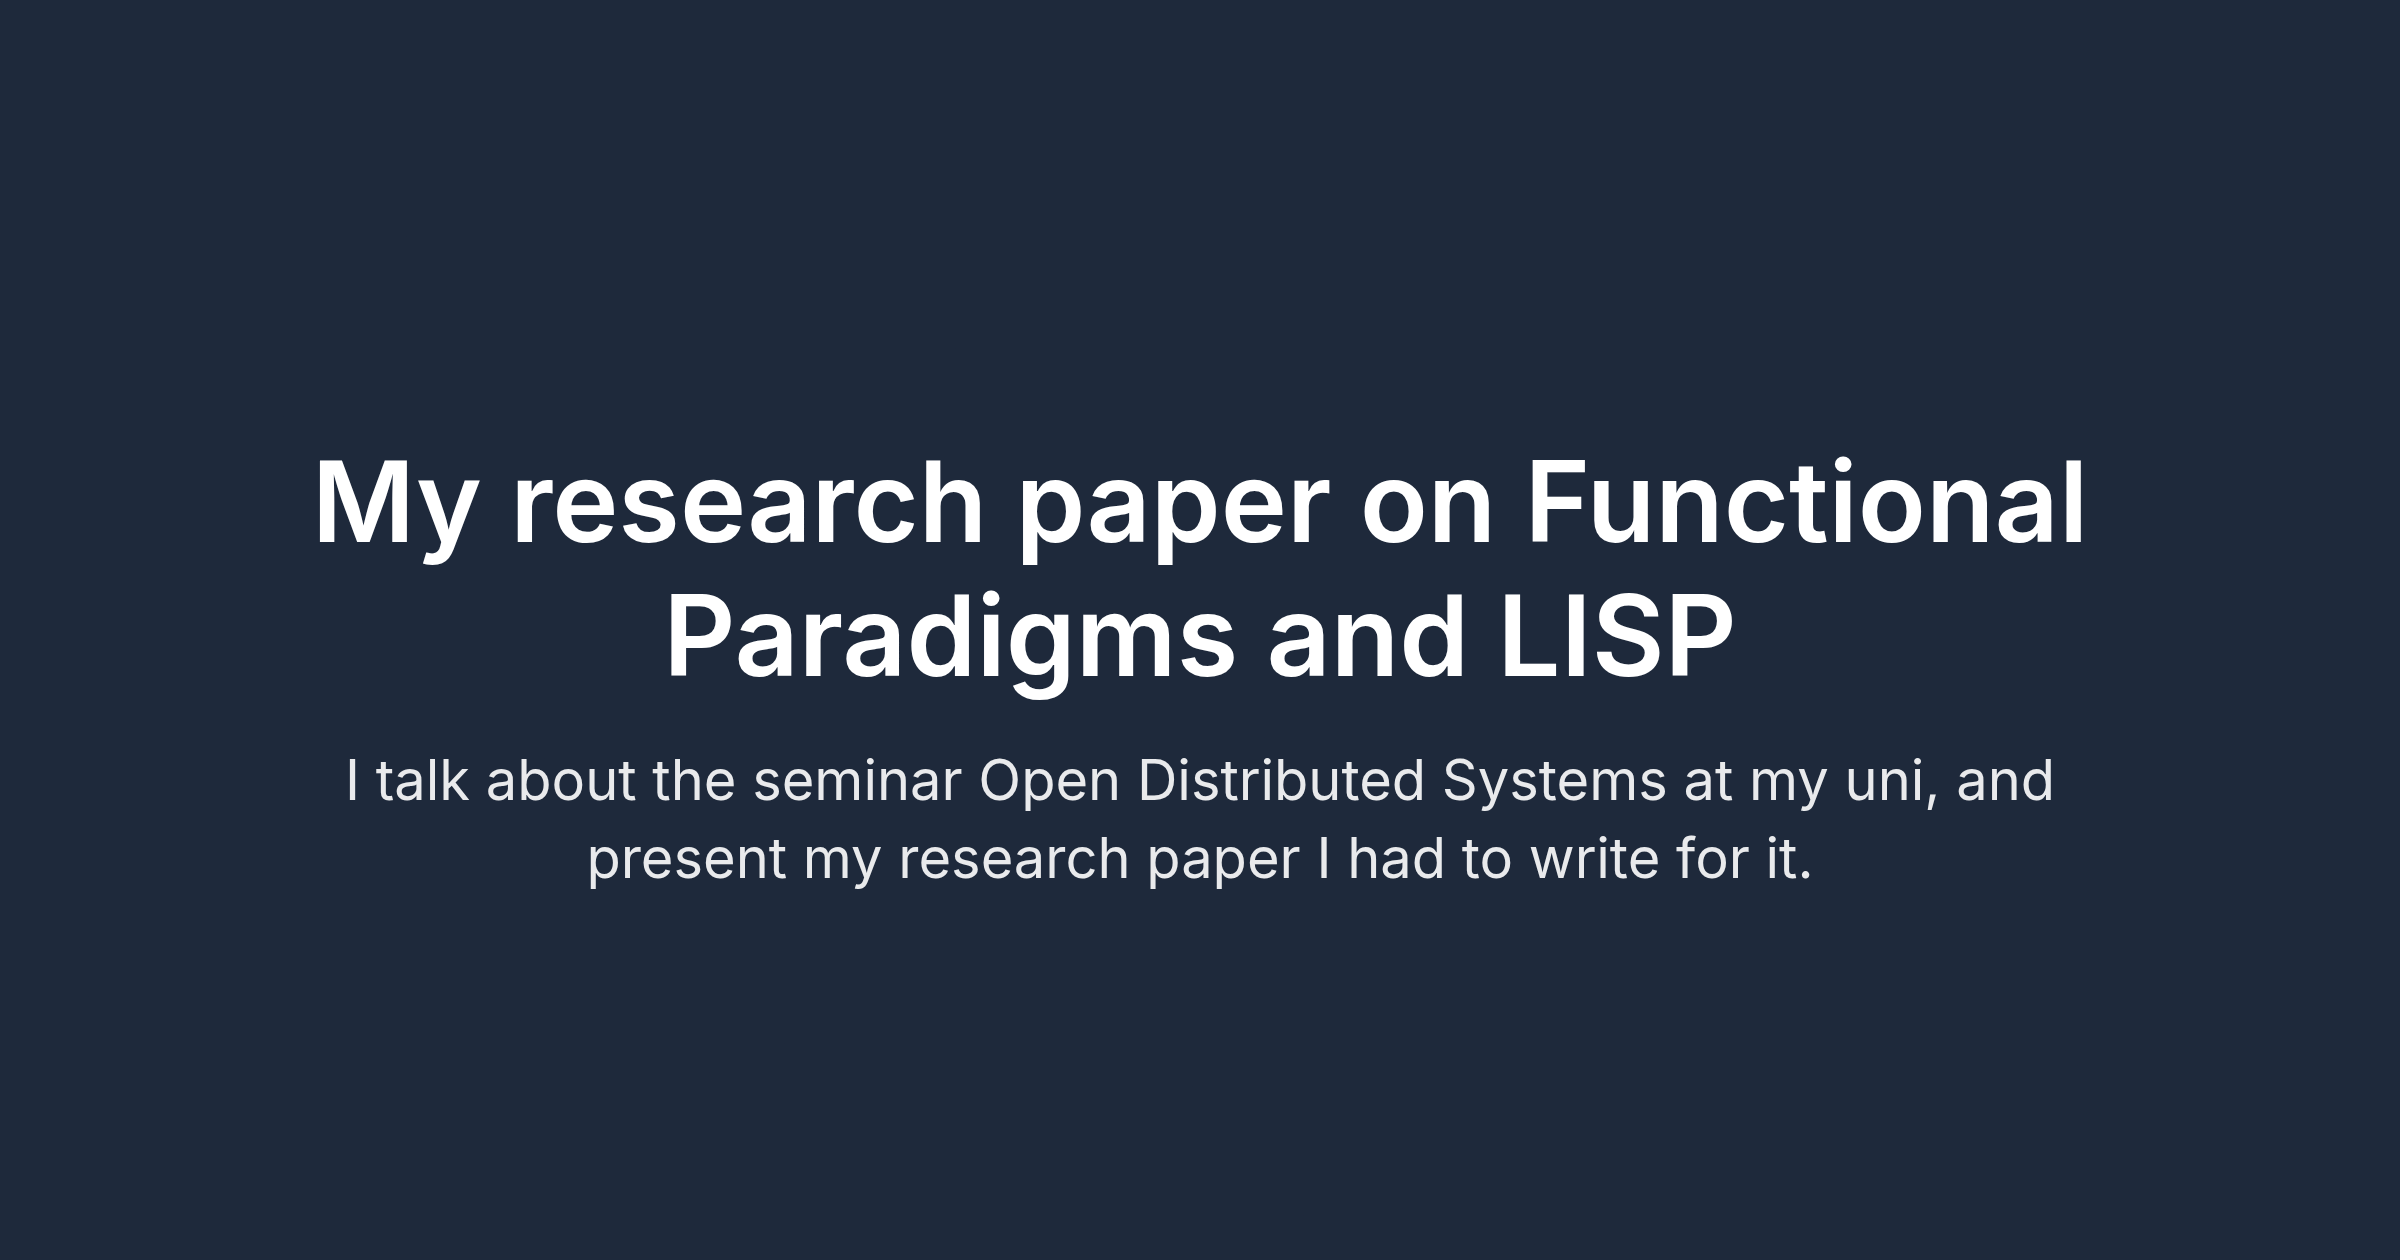 My research paper on Functional
Paradigms and LISP
I talk about the seminar Open Distributed Systems at my uni, and
present my research paper I had to write for it.